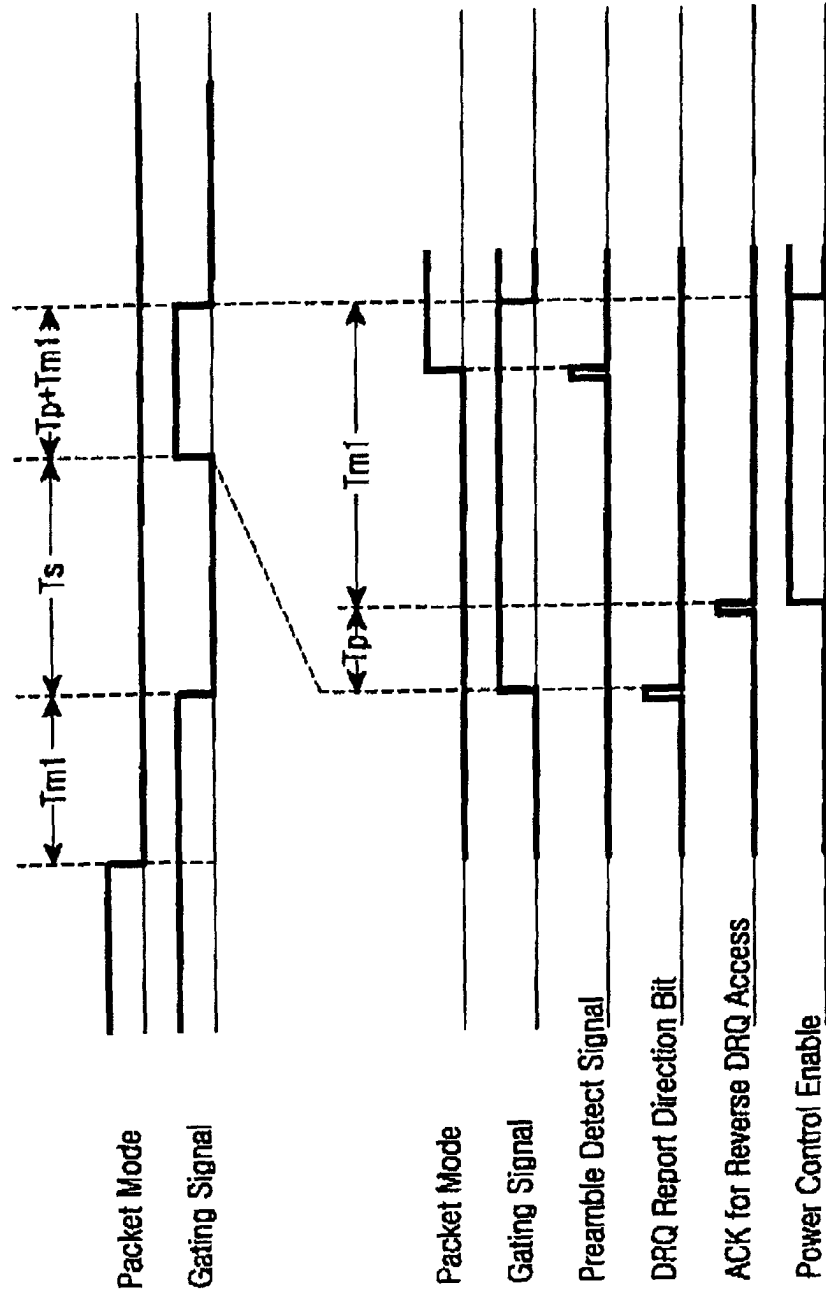 Tm1
Ts
Tp+Tm1
Packet Mode
Gating Signal
Tp
Tm1
Packet Mode
Gating Signal
Preamble Detect Signal
DRQ Report Direction Bit
ACK for Reverse DRQ Access
Power Control Enable